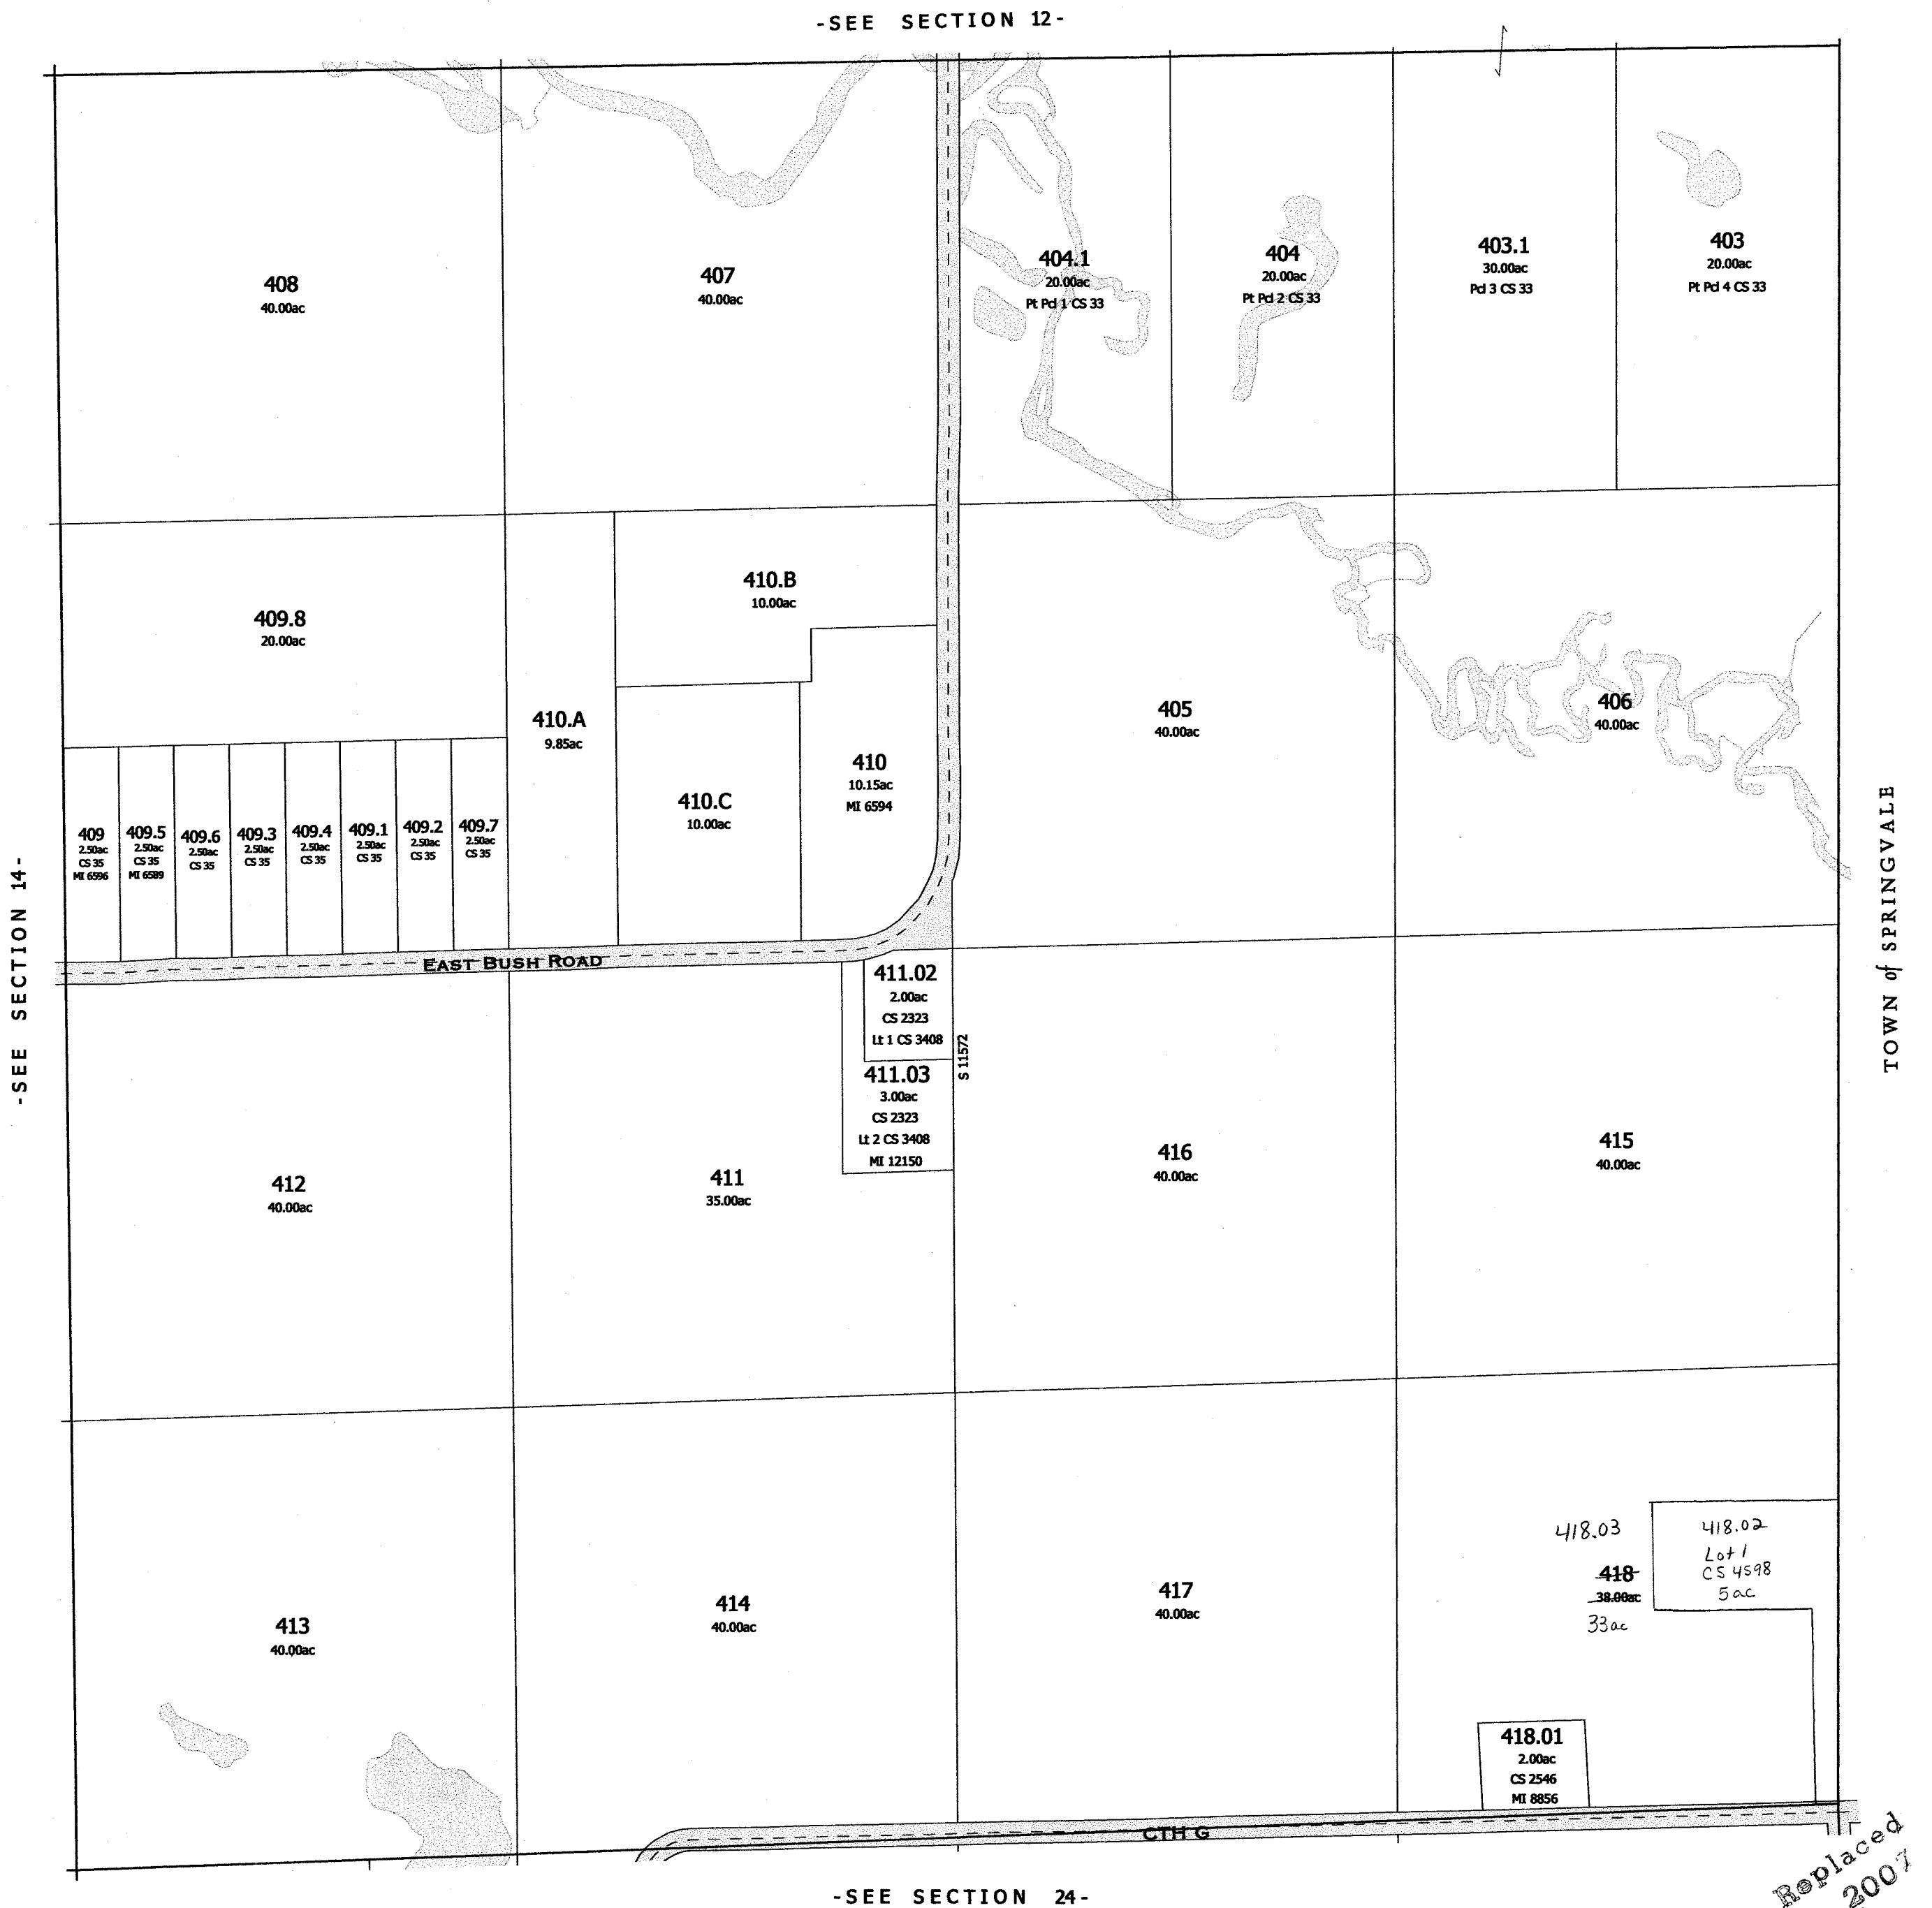 -SEE SECTION 12-
408
40.00ac
407
40.00ac
404.1
20.00ac
Pt Pcl 1 CS 33
404
20.00ac
Pt Pcl 2 CS 33
403.1
30.00ac
Pcl 3 CS 33
403
20.00ac
Pt Pcl 4 CS 33
409.8
20.00ac
410.B
10.00ac
410.A
9.85ac
410.C
10.00ac
410
10.15ac
MI 6594
405
40.00ac
406
40.00ac
409
2.50ac
CS 35
MI 6596
409.5
2.50ac
CS 35
MI 6589
409.6
2.50ac
CS 35
409.3
2.50ac
CS 35
409.4
2.50ac
CS 35
409.1
2.50ac
CS 35
409.2
2.50ac
CS 35
409.7
2.50ac
CS 35
-SEE SECTION 14-
TOWN of SPRINGVALE
EAST BUSH ROAD
411.02
2.00ac
CS 2323
Lt 1 CS 3408
S 11572
411.03
3.00ac
CS 2323
Lt 2 CS 3408
MI 12150
412
40.00ac
411
35.00ac
416
40.00ac
415
40.00ac
413
40.00ac
414
40.00ac
417
40.00ac
418.03
418
38.00ac
33ac
418.02
Lot 1
CS 4598
5ac
418.01
2.00ac
CS 2546
MI 8856
CTH G
-SEE SECTION 24-
Replaced
2007